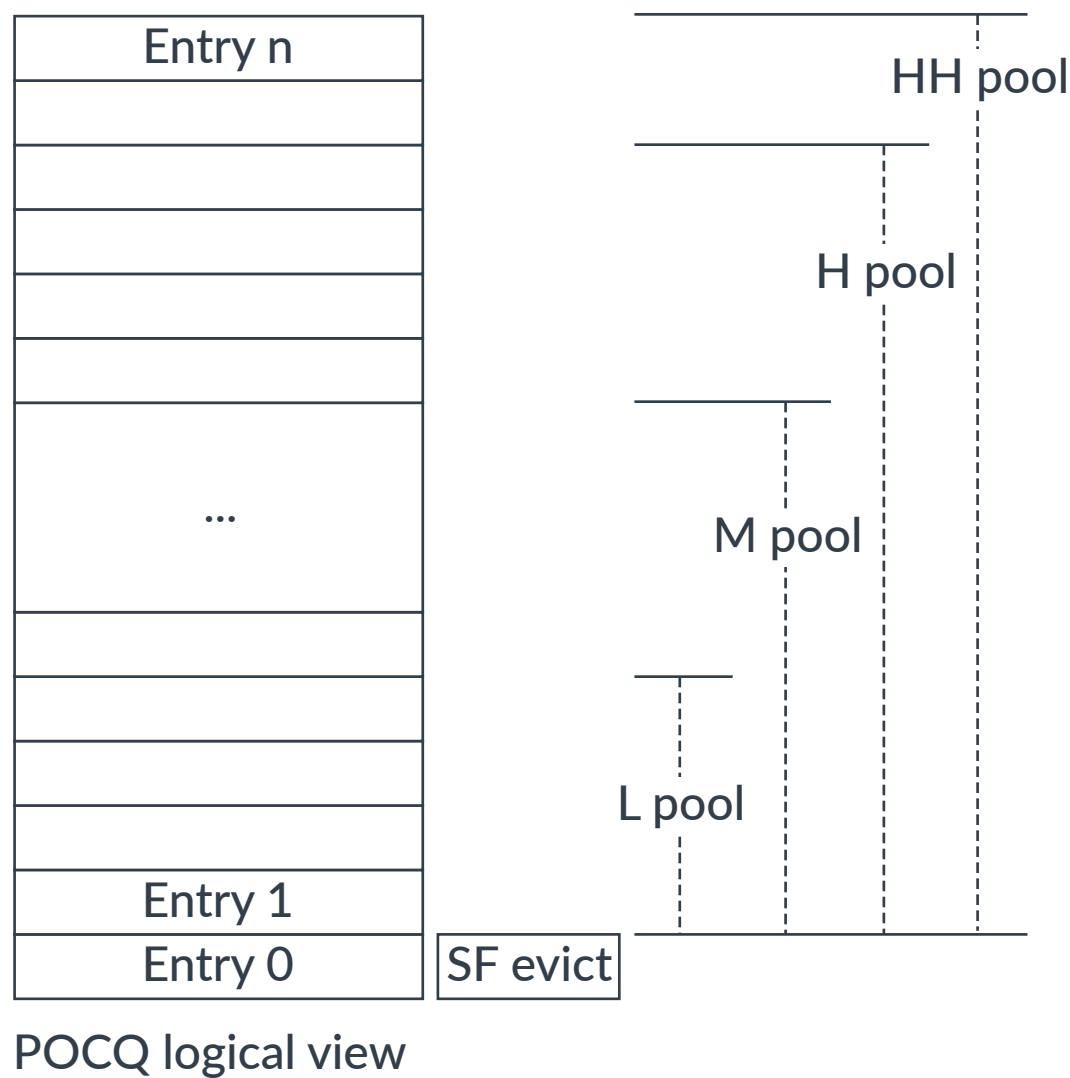 Entry n
HH pool
H pool
...
M pool
L pool
Entry 1
Entry 0
SF evict
POCQ logical view